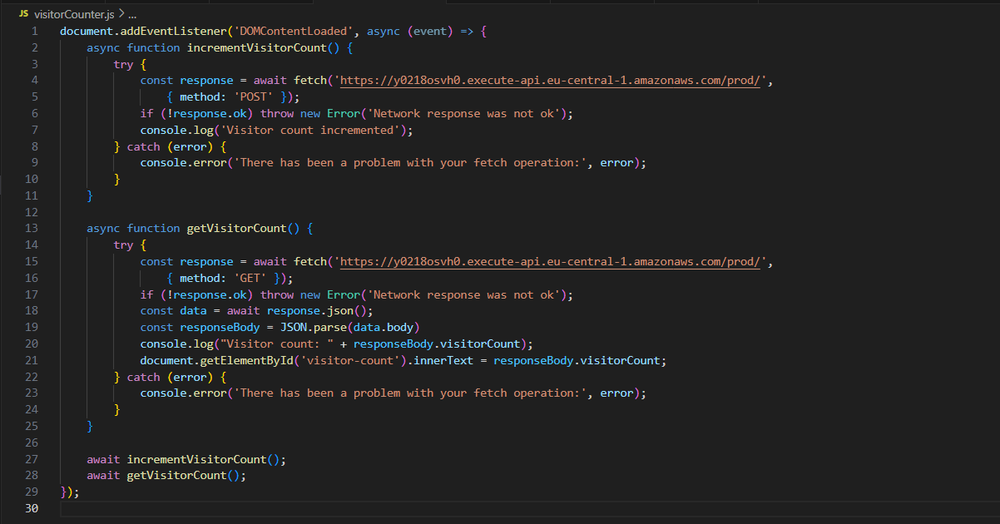 JS visitorCounter.js > ...
1 document.addEventListener('DOMContentLoaded', async (event) => {
2     async function incrementVisitorCount() {
3         try {
4             const response = await fetch('https://y0218osvh0.execute-api.eu-central-1.amazonaws.com/prod/',
5                 { method: 'POST' });
6             if (!response.ok) throw new Error('Network response was not ok');
7             console.log('Visitor count incremented');
8         } catch (error) {
9             console.error('There has been a problem with your fetch operation:', error);
10         }
11     }
12
13     async function getVisitorCount() {
14         try {
15             const response = await fetch('https://y0218osvh0.execute-api.eu-central-1.amazonaws.com/prod/',
16                 { method: 'GET' });
17             if (!response.ok) throw new Error('Network response was not ok');
18             const data = await response.json();
19             const responseBody = JSON.parse(data.body)
20             console.log("Visitor count: " + responseBody.visitorCount);
21             document.getElementById('visitor-count').innerText = responseBody.visitorCount;
22         } catch (error) {
23             console.error('There has been a problem with your fetch operation:', error);
24         }
25     }
26
27     await incrementVisitorCount();
28     await getVisitorCount();
29 });
30